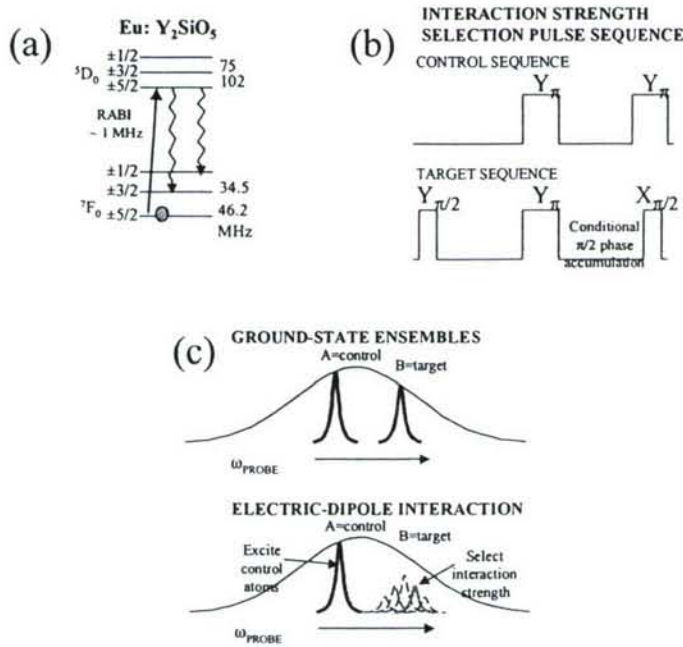 (a)
Eu: Y₂SiO₅
±1/2
⁵D₀ ±3/2 75
±5/2 102
RABI
~ 1 MHz
±1/2
±3/2 34.5
⁷F₀ ±5/2 46.2
MHz
(b)
INTERACTION STRENGTH
SELECTION PULSE SEQUENCE
CONTROL SEQUENCE
Yπ Yπ
TARGET SEQUENCE
Yπ/2 Yπ Xπ/2
Conditional
π/2 phase
accumulation
(c)
GROUND-STATE ENSEMBLES
A=control
B=target
ωPROBE
ELECTRIC-DIPOLE INTERACTION
A=control
B=target
Excite
control
atoms
Select
interaction
strength
ωPROBE